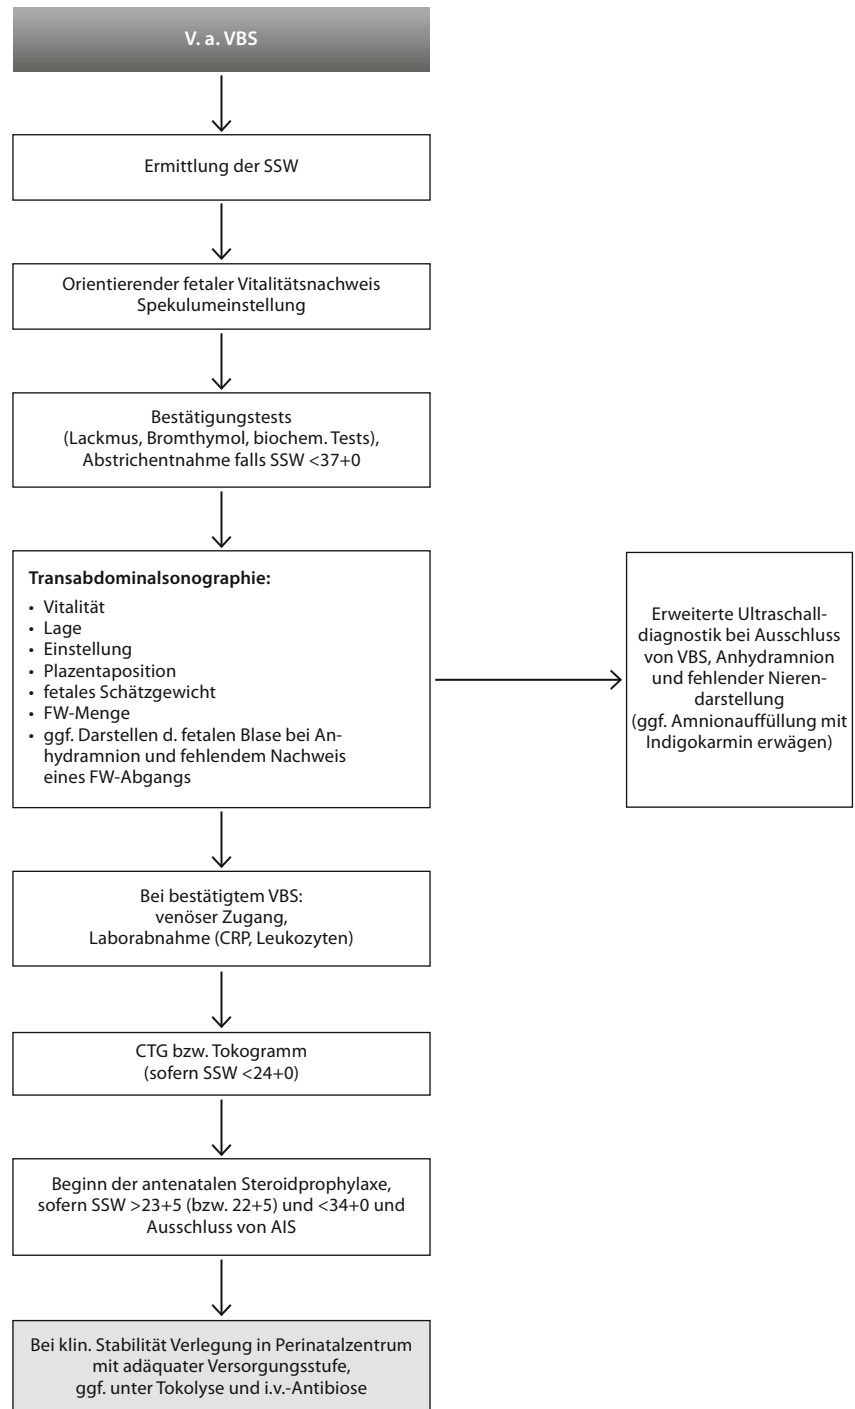 V. a. VBS
Ermittlung der SSW
Orientierender fetaler Vitalitätsnachweis
Spekulumeinstellung
Bestätigungstests
(Lackmus, Bromthymol, biochem. Tests),
Abstrichentnahme falls SSW <37+0
Transabdominalsonographie:
• Vitalität
• Lage
• Einstellung
• Plazentaposition
• fetales Schätzgewicht
• FW-Menge
• ggf. Darstellen d. fetalen Blase bei An-
hydramnion und fehlendem Nachweis
eines FW-Abgangs
Erweiterte Ultraschall-
diagnostik bei Ausschluss
von VBS, Anhydramnion
und fehlender Nieren-
darstellung
(ggf. Amnionauffüllung mit
Indigokarmin erwägen)
Bei bestätigtem VBS:
venöser Zugang,
Laborabnahme (CRP, Leukozyten)
CTG bzw. Tokogramm
(sofern SSW <24+0)
Beginn der antenatalen Steroidprophylaxe,
sofern SSW >23+5 (bzw. 22+5) und <34+0 und
Ausschluss von AIS
Bei klin. Stabilität Verlegung in Perinatalzentrum
mit adäquater Versorgungsstufe,
ggf. unter Tokolyse und i.v.-Antibiose